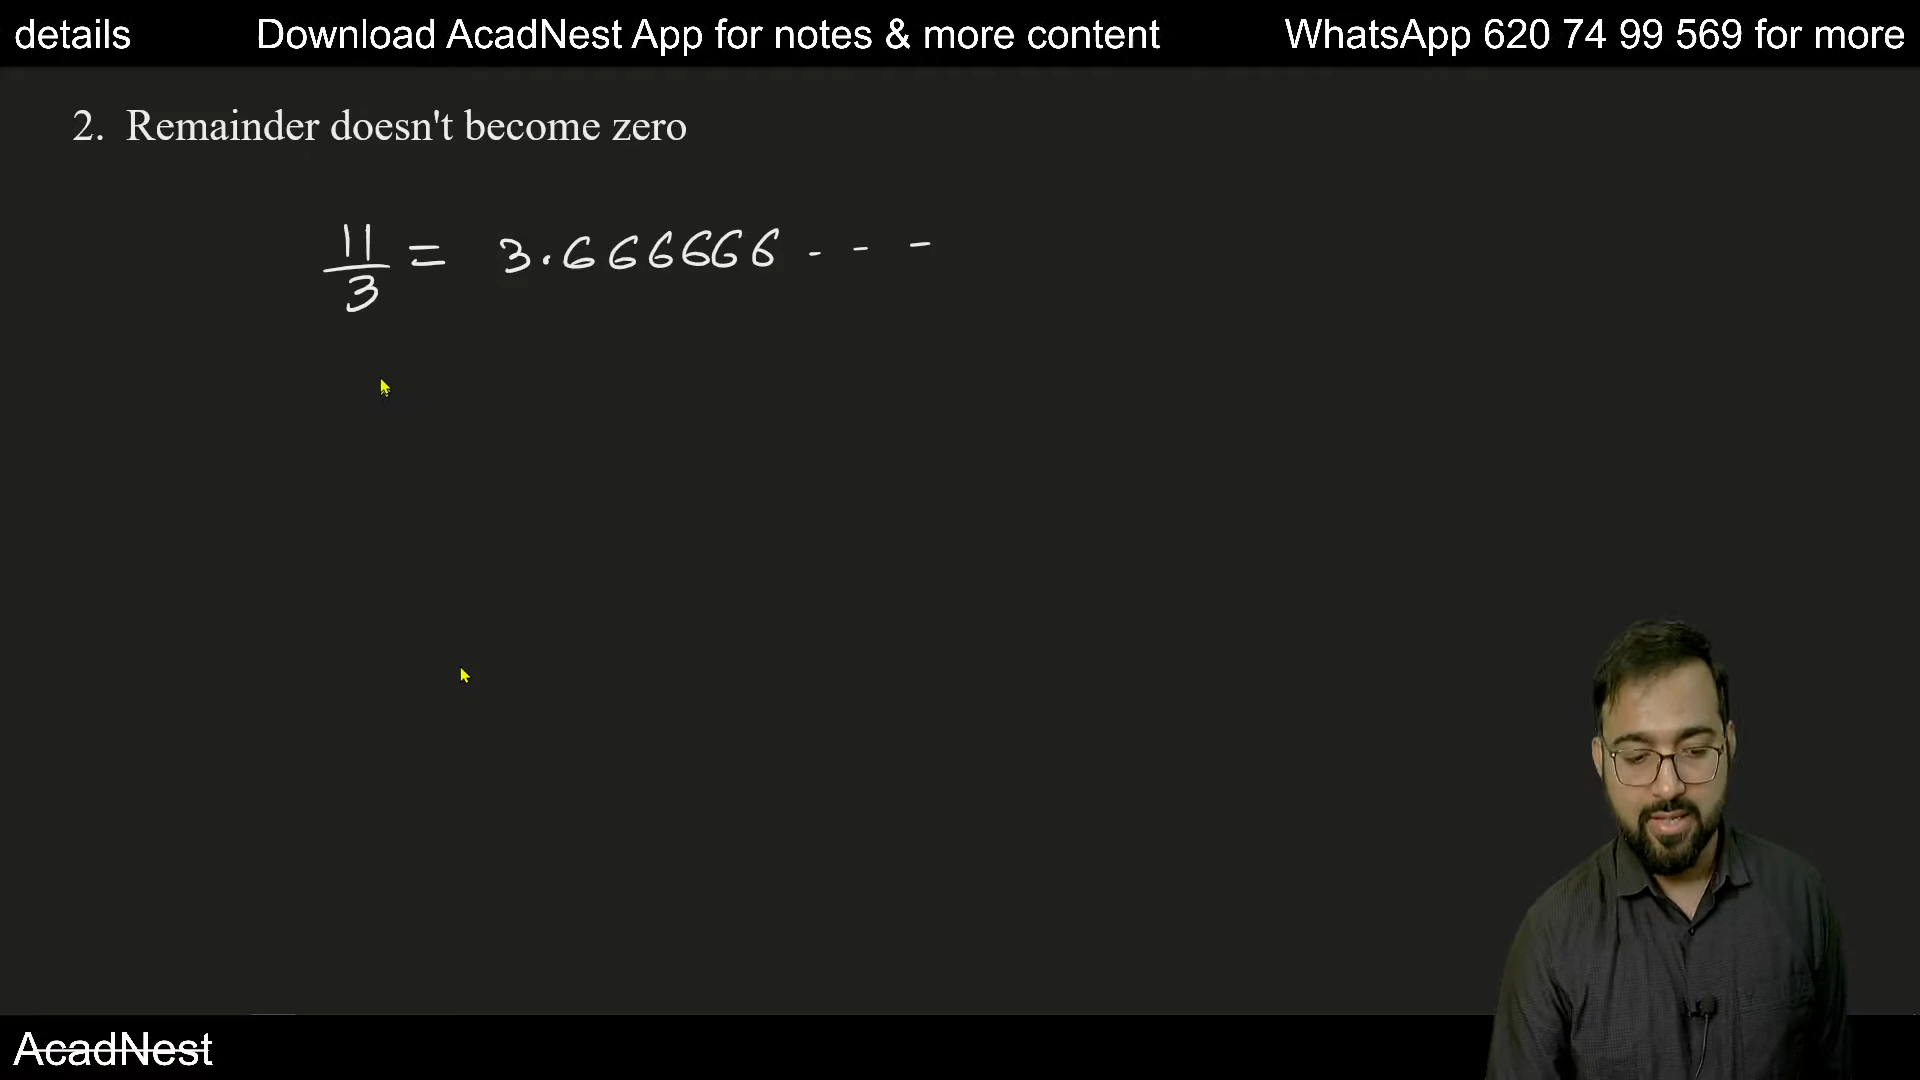 details Download AcadNest App for notes & more content WhatsApp 620 74 99 569 for more
2. Remainder doesn't become zero
11/3 = 3.666666 - - -
AcadNest